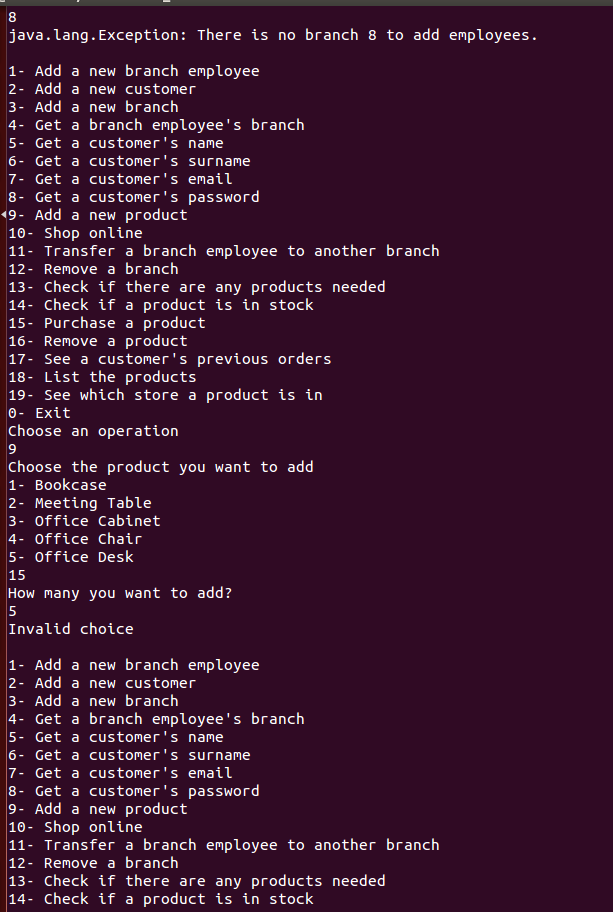 8
java.lang.Exception: There is no branch 8 to add employees.
1- Add a new branch employee
2- Add a new customer
3- Add a new branch
4- Get a branch employee's branch
5- Get a customer's name
6- Get a customer's surname
7- Get a customer's email
8- Get a customer's password
9- Add a new product
10- Shop online
11- Transfer a branch employee to another branch
12- Remove a branch
13- Check if there are any products needed
14- Check if a product is in stock
15- Purchase a product
16- Remove a product
17- See a customer's previous orders
18- List the products
19- See which store a product is in
0- Exit
Choose an operation
9
Choose the product you want to add
1- Bookcase
2- Meeting Table
3- Office Cabinet
4- Office Chair
5- Office Desk
15
How many you want to add?
5
Invalid choice
1- Add a new branch employee
2- Add a new customer
3- Add a new branch
4- Get a branch employee's branch
5- Get a customer's name
6- Get a customer's surname
7- Get a customer's email
8- Get a customer's password
9- Add a new product
10- Shop online
11- Transfer a branch employee to another branch
12- Remove a branch
13- Check if there are any products needed
14- Check if a product is in stock